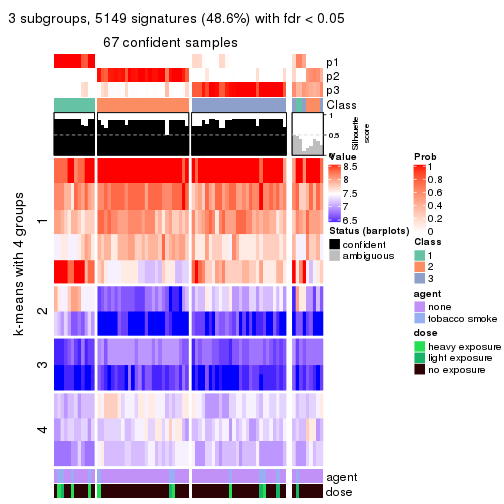 3 subgroups, 5149 signatures (48.6%) with fdr < 0.05
67 confident samples
p1
p2
p3
Class
1
0.5
0
Silhouette
score
k-means with 4 groups
1
2
3
4
agent
dose
Value
8.5
8
7.5
7
6.5
Status (barplots)
confident
ambiguous
Prob
1
0.8
0.6
0.4
0.2
0
Class
1
2
3
agent
none
tobacco smoke
dose
heavy exposure
light exposure
no exposure